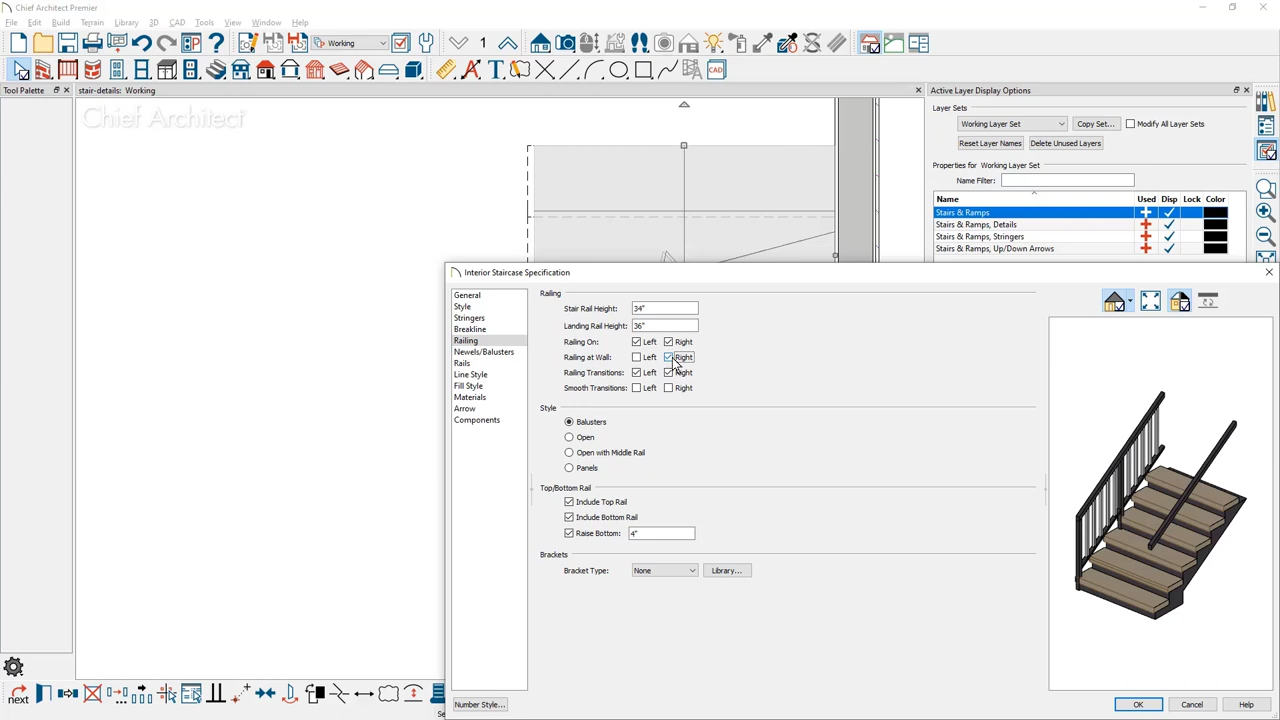 Chief Architect Premier
File Edit Build Terrain Library 3D CAD Tools View Window Help
Working 1
CAD
Tool Palette
stair-details: Working
Chief Architect
Active Layer Display Options
Layer Sets
Working Layer Set Copy Set... Modify All Layer Sets
Reset Layer Names Delete Unused Layers
Properties for Working Layer Set
Name Filter:
Name Used Disp Lock Color
Stairs & Ramps
Stairs & Ramps, Details
Stairs & Ramps, Stringers
Stairs & Ramps, Up/Down Arrows
Interior Staircase Specification
General
Style
Stringers
Breakline
Railing
Newels/Balusters
Rails
Line Style
Fill Style
Materials
Arrow
Components
Railing
Stair Rail Height: 34"
Landing Rail Height: 36"
Railing On: Left Right
Railing at Wall: Left Right
Railing Transitions: Left Right
Smooth Transitions: Left Right
Style
Balusters
Open
Open with Middle Rail
Panels
Top/Bottom Rail
Include Top Rail
Include Bottom Rail
Raise Bottom: 4"
Brackets
Bracket Type: None Library...
next
Number Style... OK Cancel Help